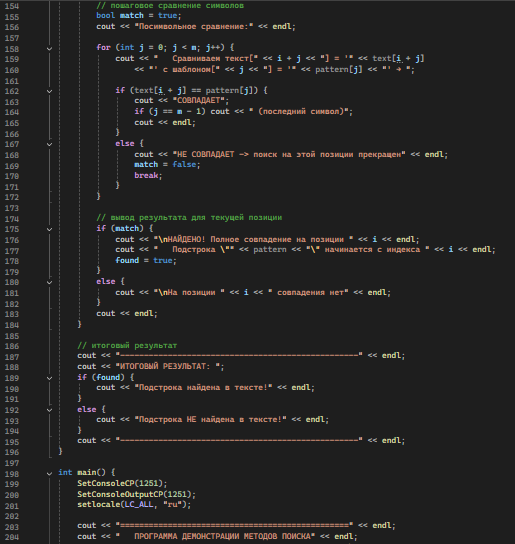 154 // пошаговое сравнение символов
155 bool match = true;
156 cout << "Посимвольное сравнение:" << endl;
157
158 for (int j = 0; j < m; j++) {
159 cout << "   Сравниваем текст[" << i + j << "] = '" << text[i + j]
160 << "' с шаблоном[" << j << "] = '" << pattern[j] << "' → ";
161
162 if (text[i + j] == pattern[j]) {
163 cout << "СОВПАДАЕТ";
164 if (j == m - 1) cout << " (последний символ)";
165 cout << endl;
166 }
167 else {
168 cout << "НЕ СОВПАДАЕТ -> поиск на этой позиции прекращен" << endl;
169 match = false;
170 break;
171 }
172 }
173
174 // вывод результата для текущей позиции
175 if (match) {
176 cout << "\nНАЙДЕНО! Полное совпадение на позиции " << i << endl;
177 cout << "   Подстрока \"" << pattern << "\" начинается с индекса " << i << endl;
178 found = true;
179 }
180 else {
181 cout << "\nНа позиции " << i << " совпадения нет" << endl;
182 }
183 cout << endl;
184 }
185
186 // итоговый результат
187 cout << "--------------------------------------------------" << endl;
188 cout << "ИТОГОВЫЙ РЕЗУЛЬТАТ: ";
189 if (found) {
190 cout << "Подстрока найдена в тексте!" << endl;
191 }
192 else {
193 cout << "Подстрока НЕ найдена в тексте!" << endl;
194 }
195 cout << "--------------------------------------------------" << endl;
196 }
197
198 int main() {
199 SetConsoleCP(1251);
200 SetConsoleOutputCP(1251);
201 setlocale(LC_ALL, "ru");
202
203 cout << "================================================" << endl;
204 cout << "   ПРОГРАММА ДЕМОНСТРАЦИИ МЕТОДОВ ПОИСКА" << endl;